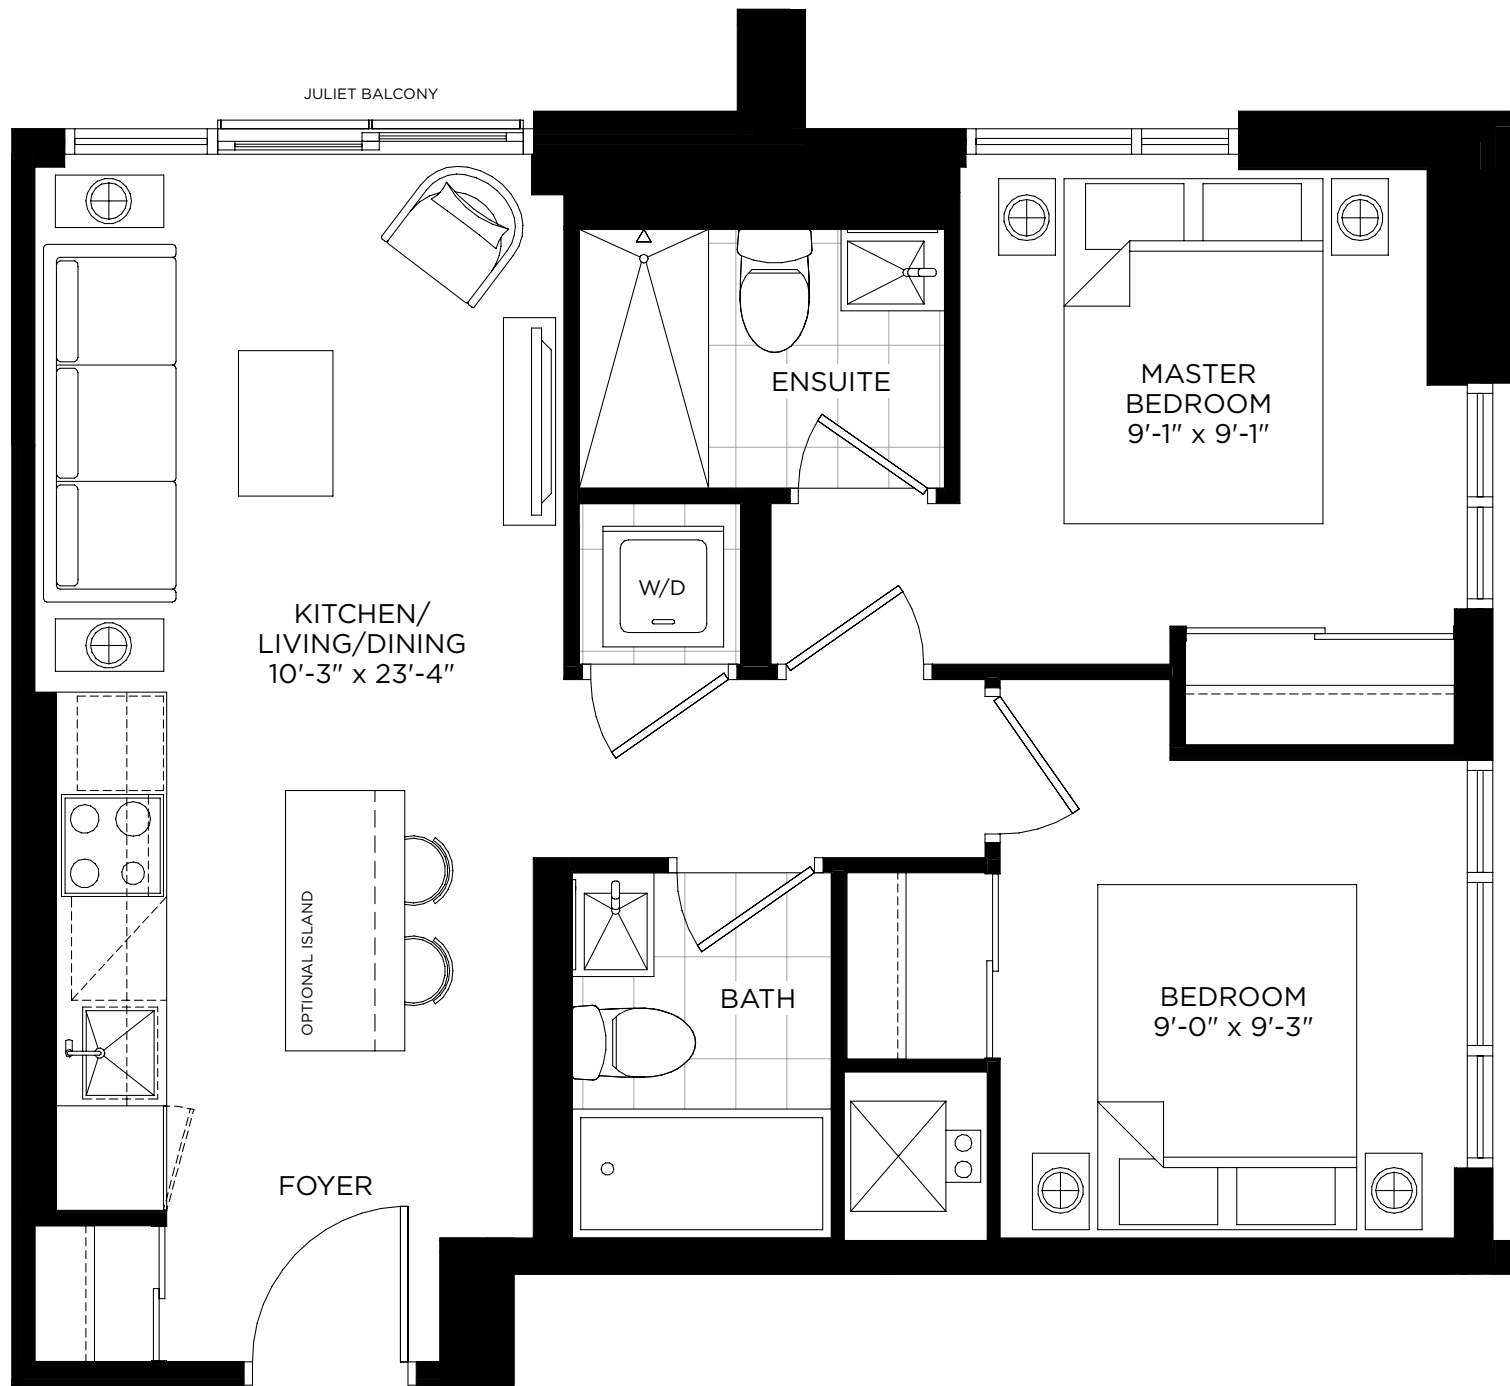 JULIET BALCONY
ENSUITE
MASTER
BEDROOM
9'-1" x 9'-1"
W/D
KITCHEN/
LIVING/DINING
10'-3" x 23'-4"
OPTIONAL ISLAND
BATH
BEDROOM
9'-0" x 9'-3"
FOYER